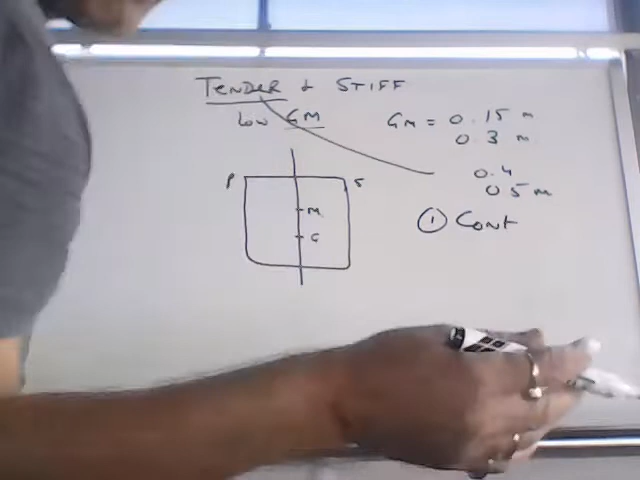 TENDER & STIFF
Low GM
GM = 0.15 m
0.3 m
0.4
0.5 m
P S
M
G
① Cont